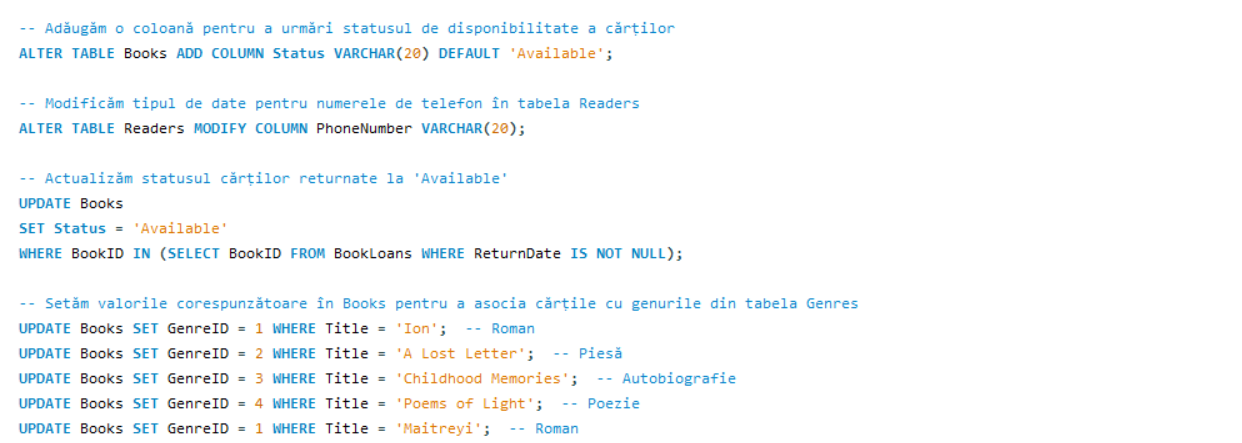 -- Adăugăm o coloană pentru a urmări statusul de disponibilitate a cărților
ALTER TABLE Books ADD COLUMN Status VARCHAR(20) DEFAULT 'Available';
-- Modificăm tipul de date pentru numerele de telefon în tabela Readers
ALTER TABLE Readers MODIFY COLUMN PhoneNumber VARCHAR(20);
-- Actualizăm statusul cărților returnate la 'Available'
UPDATE Books
SET Status = 'Available'
WHERE BookID IN (SELECT BookID FROM BookLoans WHERE ReturnDate IS NOT NULL);
-- Setăm valorile corespunzătoare în Books pentru a asocia cărțile cu genurile din tabela Genres
UPDATE Books SET GenreID = 1 WHERE Title = 'Ion';  -- Roman
UPDATE Books SET GenreID = 2 WHERE Title = 'A Lost Letter';  -- Piesă
UPDATE Books SET GenreID = 3 WHERE Title = 'Childhood Memories';  -- Autobiografie
UPDATE Books SET GenreID = 4 WHERE Title = 'Poems of Light';  -- Poezie
UPDATE Books SET GenreID = 1 WHERE Title = 'Maitreyi';  -- Roman